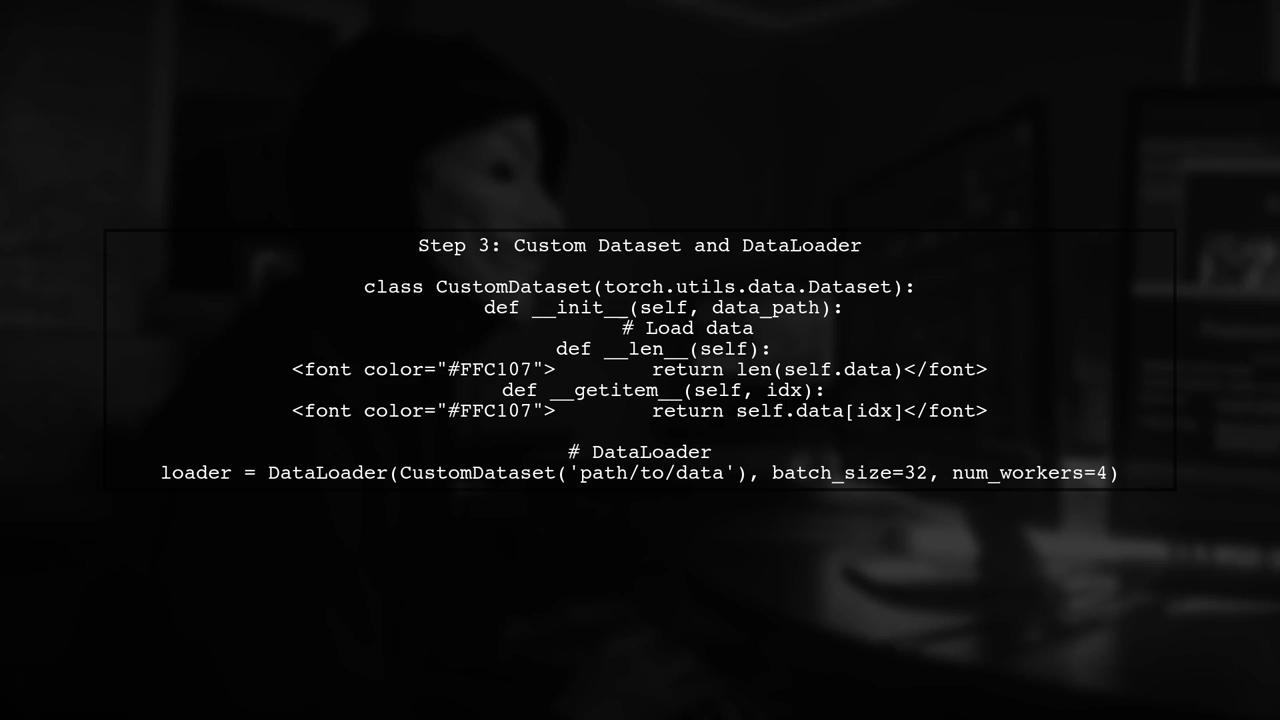 Step 3: Custom Dataset and DataLoader
class CustomDataset(torch.utils.data.Dataset):
def __init__(self, data_path):
# Load data
def __len__(self):
<font color="#FFC107">        return len(self.data)</font>
def __getitem__(self, idx):
<font color="#FFC107">        return self.data[idx]</font>
# DataLoader
loader = DataLoader(CustomDataset('path/to/data'), batch_size=32, num_workers=4)